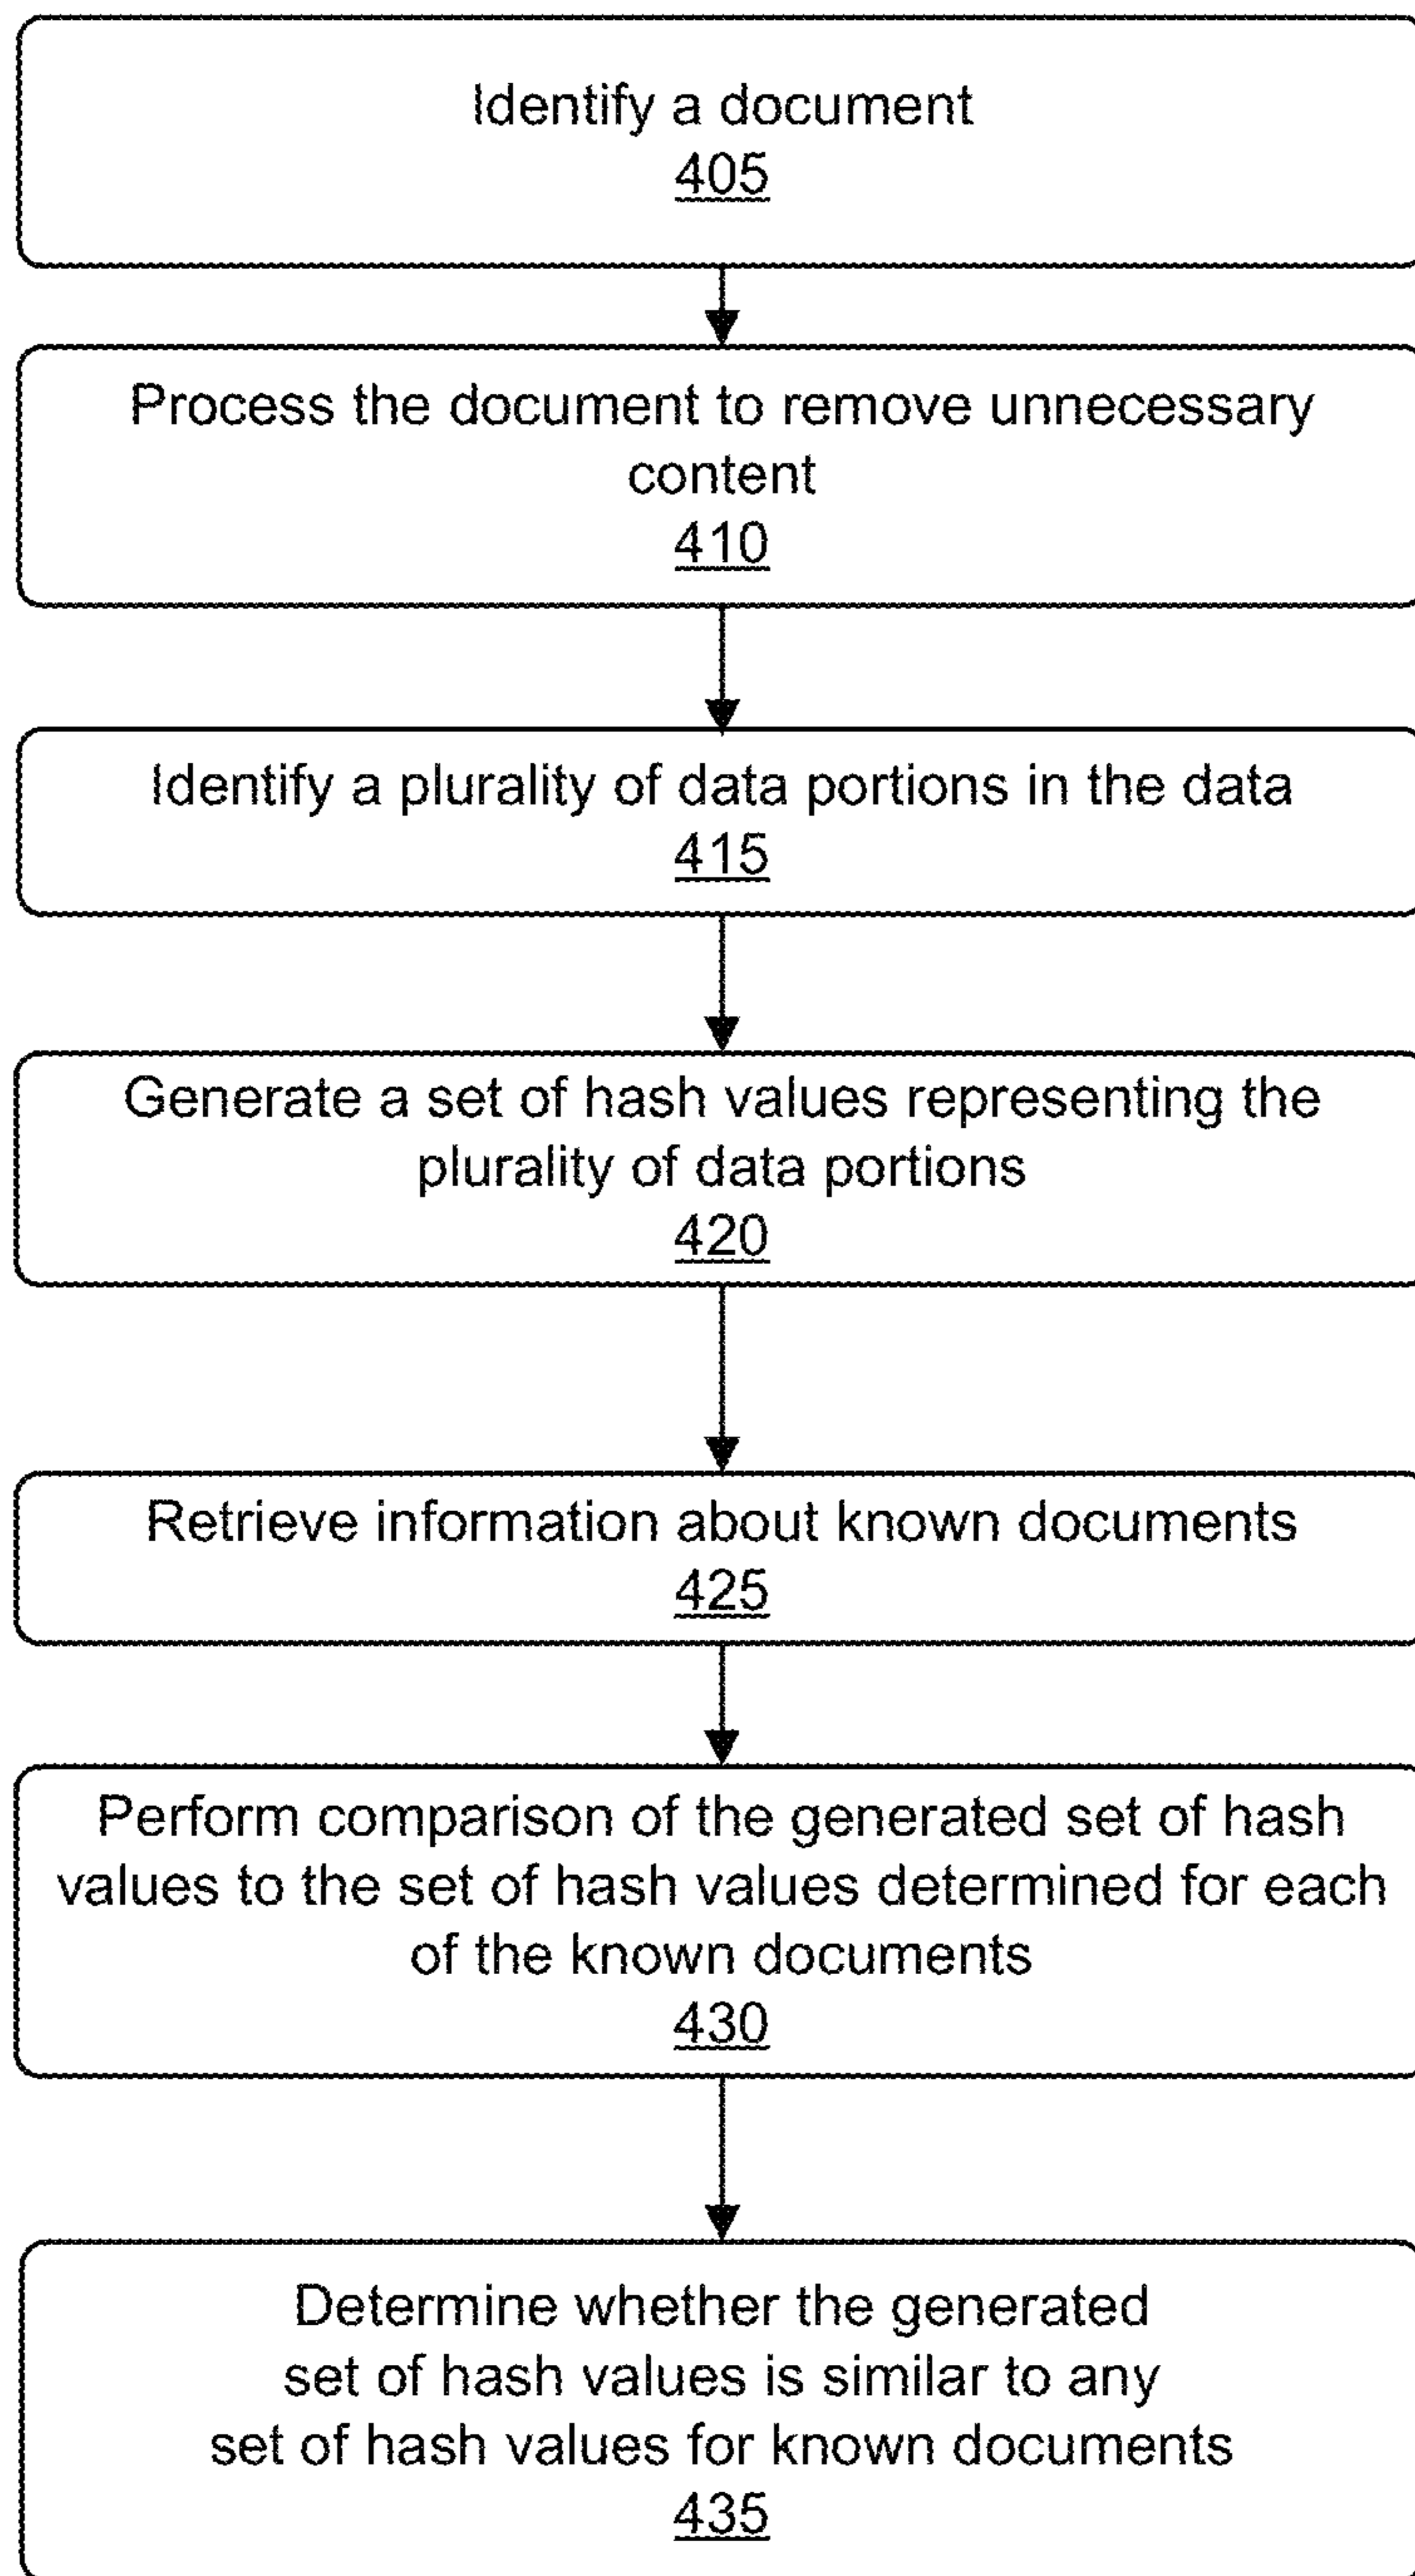 Identify a document
405
Process the document to remove unnecessary
content
410
Identify a plurality of data portions in the data
415
Generate a set of hash values representing the
plurality of data portions
420
Retrieve information about known documents
425
Perform comparison of the generated set of hash
values to the set of hash values determined for each
of the known documents
430
Determine whether the generated
set of hash values is similar to any
set of hash values for known documents
435